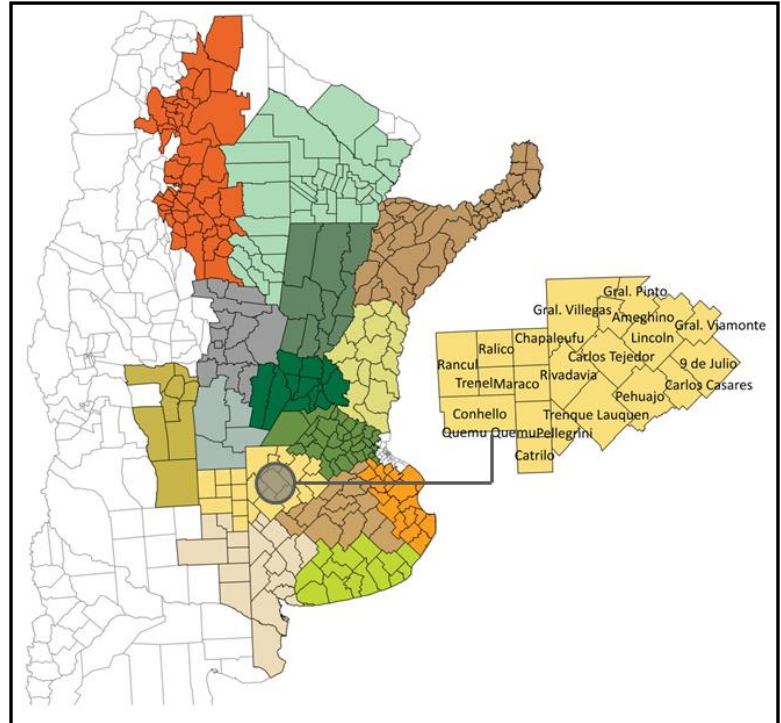 Gral. Pinto
Gral. Villegas
Ameghino
Gral. Viamonte
Chapaleufu
Lincoln
Ralico
Carlos Tejedor
Rancul
9 de Julio
Rivadavia
Trenel
Maraco
Carlos Casares
Pehuajo
Conhello
Trenque Lauquen
Quemu Quemu
Pellegrini
Catrilo